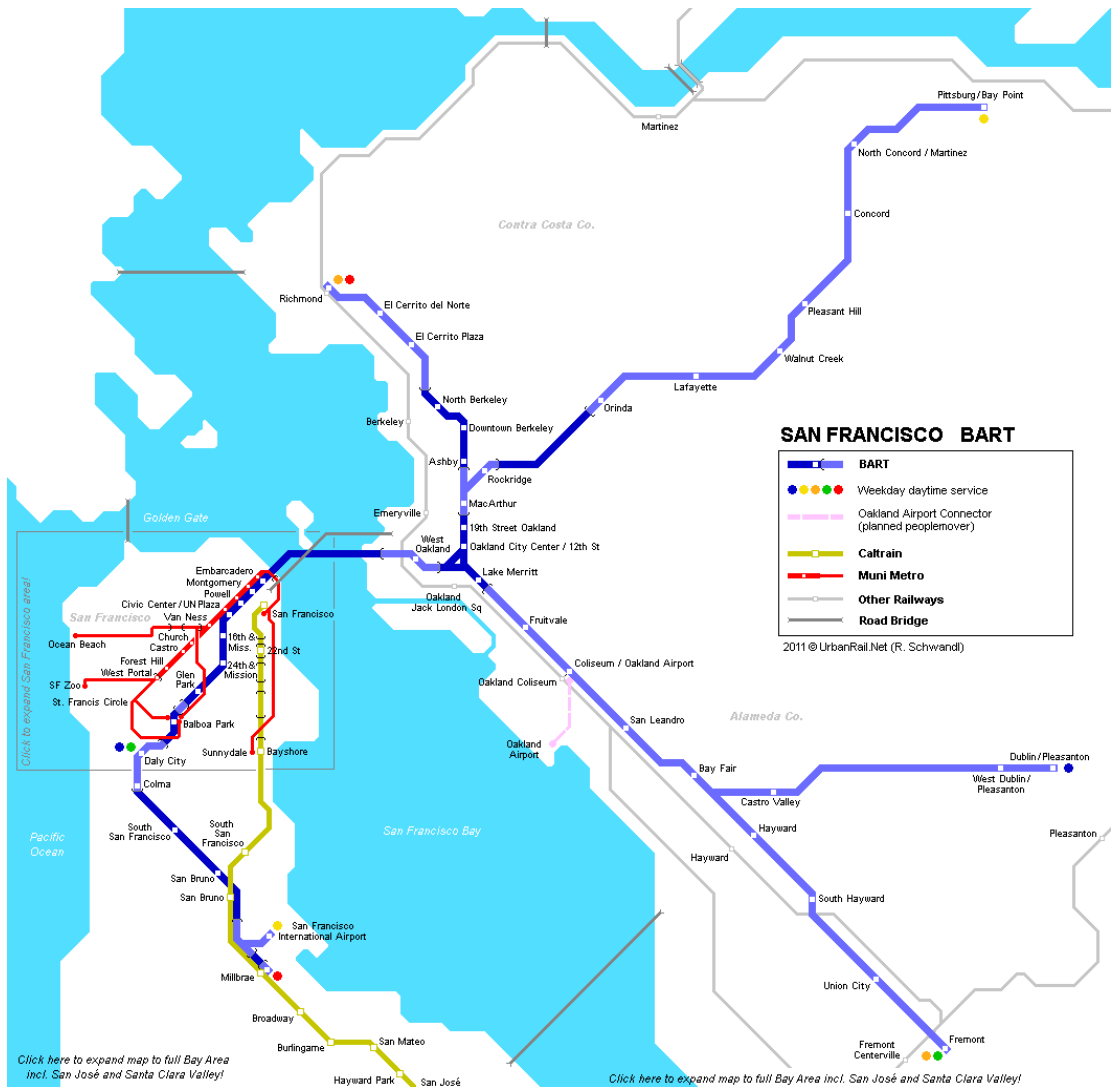 Pittsburg/Bay Point
Martinez
North Concord / Martinez
Concord
Contra Costa Co.
Richmond
El Cerrito del Norte
El Cerrito Plaza
Pleasant Hill
Walnut Creek
Lafayette
Orinda
North Berkeley
Berkeley
Downtown Berkeley
Ashby
Rockridge
MacArthur
Emeryville
19th Street Oakland
West
Oakland
Oakland City Center / 12th St
Lake Merritt
Oakland
Jack London Sq
SAN FRANCISCO BART
BART
Weekday daytime service
Oakland Airport Connector
(planned peoplemover)
Caltrain
Muni Metro
Other Railways
Road Bridge
2011 © UrbanRail.Net (R. Schwandl)
Golden Gate
Click to expand San Francisco area!
Embarcadero
Montgomery
Powell
Civic Center / UN Plaza
San Francisco
Van Ness
San Francisco
Ocean Beach
Church
Castro
16th &
Miss.
22nd St
Forest Hill
West Portal
24th &
Mission
Glen
Park
SF Zoo
St. Francis Circle
Balboa Park
Sunnydale
Bayshore
Daly City
Colma
Fruitvale
Coliseum / Oakland Airport
Oakland Coliseum
San Leandro
Alameda Co.
Oakland
Airport
Bay Fair
Dublin/Pleasanton
West Dublin /
Pleasanton
Castro Valley
Hayward
Hayward
Pleasanton
South Hayward
Union City
Fremont
Fremont
Centerville
South
San Francisco
South
San
Francisco
Pacific
Ocean
San Francisco Bay
San Bruno
San Bruno
San Francisco
International Airport
Millbrae
Broadway
Burlingame
San Mateo
Hayward Park
San José
Click here to expand map to full Bay Area
incl. San José and Santa Clara Valley!
Click here to expand map to full Bay Area incl. San José and Santa Clara Valley!